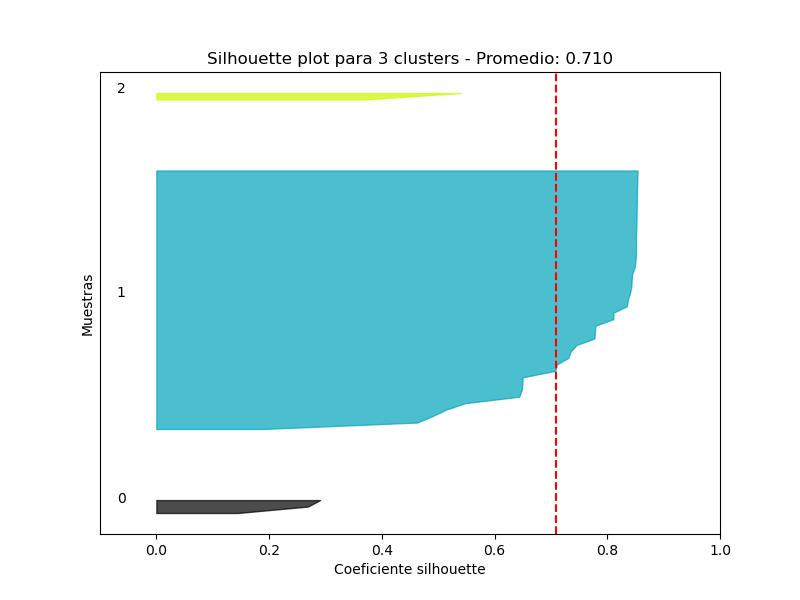 Silhouette plot para 3 clusters - Promedio: 0.710
2
1
0
Muestras
0.0 0.2 0.4 0.6 0.8 1.0
Coeficiente silhouette